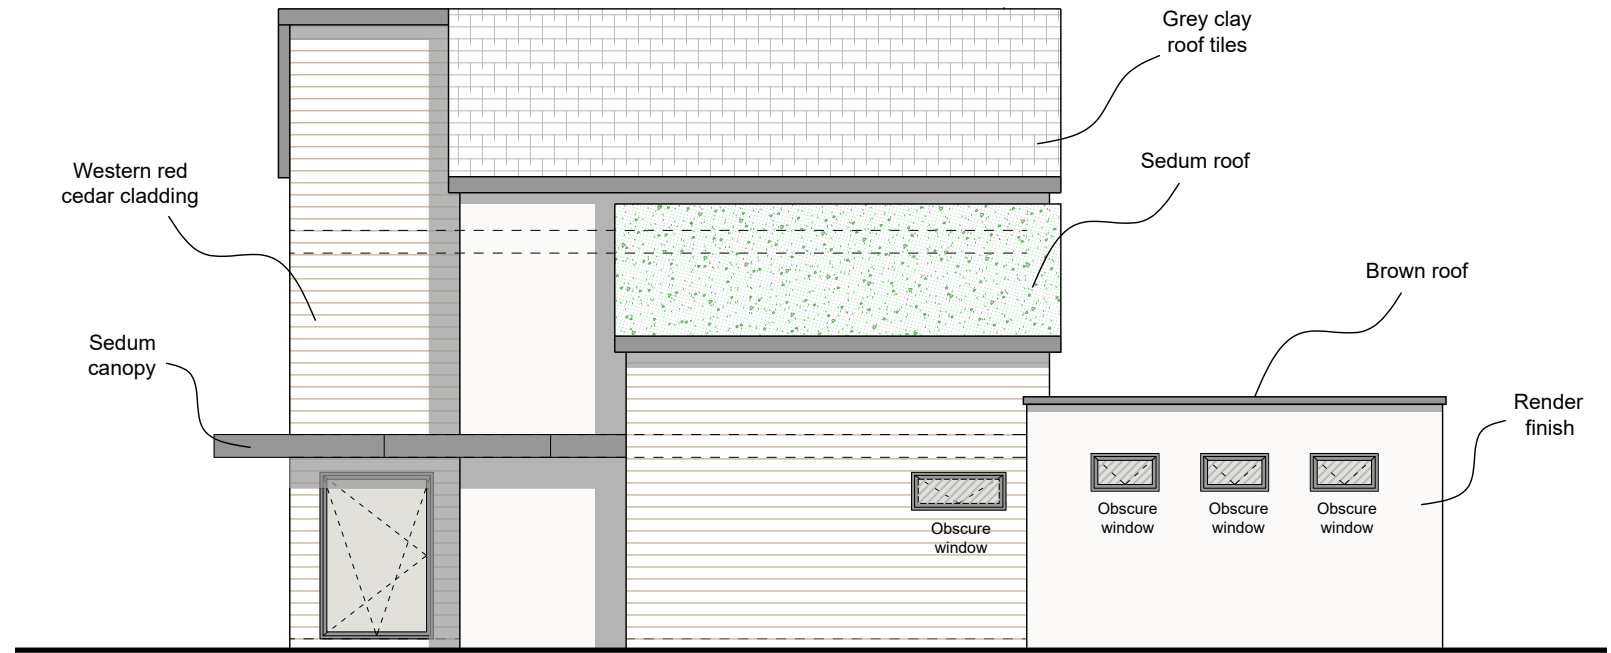 Grey clay
roof tiles
Sedum roof
Western red
cedar cladding
Brown roof
Sedum
canopy
Render
finish
Obscure
window
Obscure
window
Obscure
window
Obscure
window